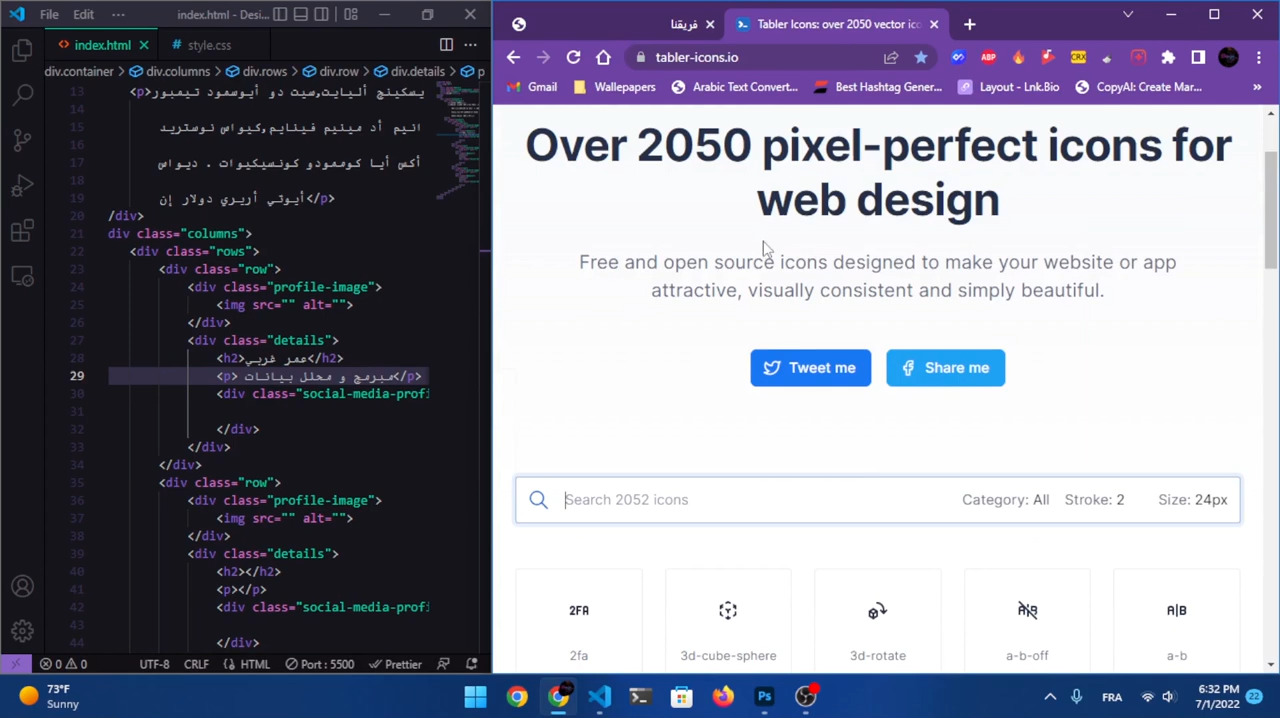 File Edit ··· index.html - Desi...
index.html style.css
div.container > div.columns > div.rows > div.row > div.details > p
13 <p>يسكينج أليايت,سيت دو أيوسمود تيمبور
14
15 انيم أد مينيم فينايم,كيواس نوستريد
16
17 أكس أيا كوممودو كونسيكيوات . ديواس
18
19 أيوتي أريري دولار إن</p>
20 /div>
21 div class="columns">
22 <div class="rows">
23 <div class="row">
24 <div class="profile-image">
25 <img src="" alt="">
26 </div>
27 <div class="details">
28 <h2>عمر غربي</h2>
29 <p> مبرمج و محلل بيانات</p>
30 <div class="social-media-profi
31
32 </div>
33 </div>
34 </div>
35 <div class="row">
36 <div class="profile-image">
37 <img src="" alt="">
38 </div>
39 <div class="details">
40 <h2></h2>
41 <p></p>
42 <div class="social-media-profi
43
44 </div>
0 0 UTF-8 CRLF HTML Port : 5500 Prettier
فريقنا Tabler Icons: over 2050 vector ico
tabler-icons.io
ABP CRX
Gmail Wellapers Arabic Text Convert... Best Hashtag Gener... Layout - Lnk.Bio CopyAI: Create Mar... »
Over 2050 pixel-perfect icons for
web design
Free and open source icons designed to make your website or app
attractive, visually consistent and simply beautiful.
Tweet me Share me
Search 2052 icons Category: All Stroke: 2 Size: 24px
2FA A|B A|B
2fa 3d-cube-sphere 3d-rotate a-b-off a-b
73°F
Sunny
Ps
FRA
6:32 PM
7/1/2022
22